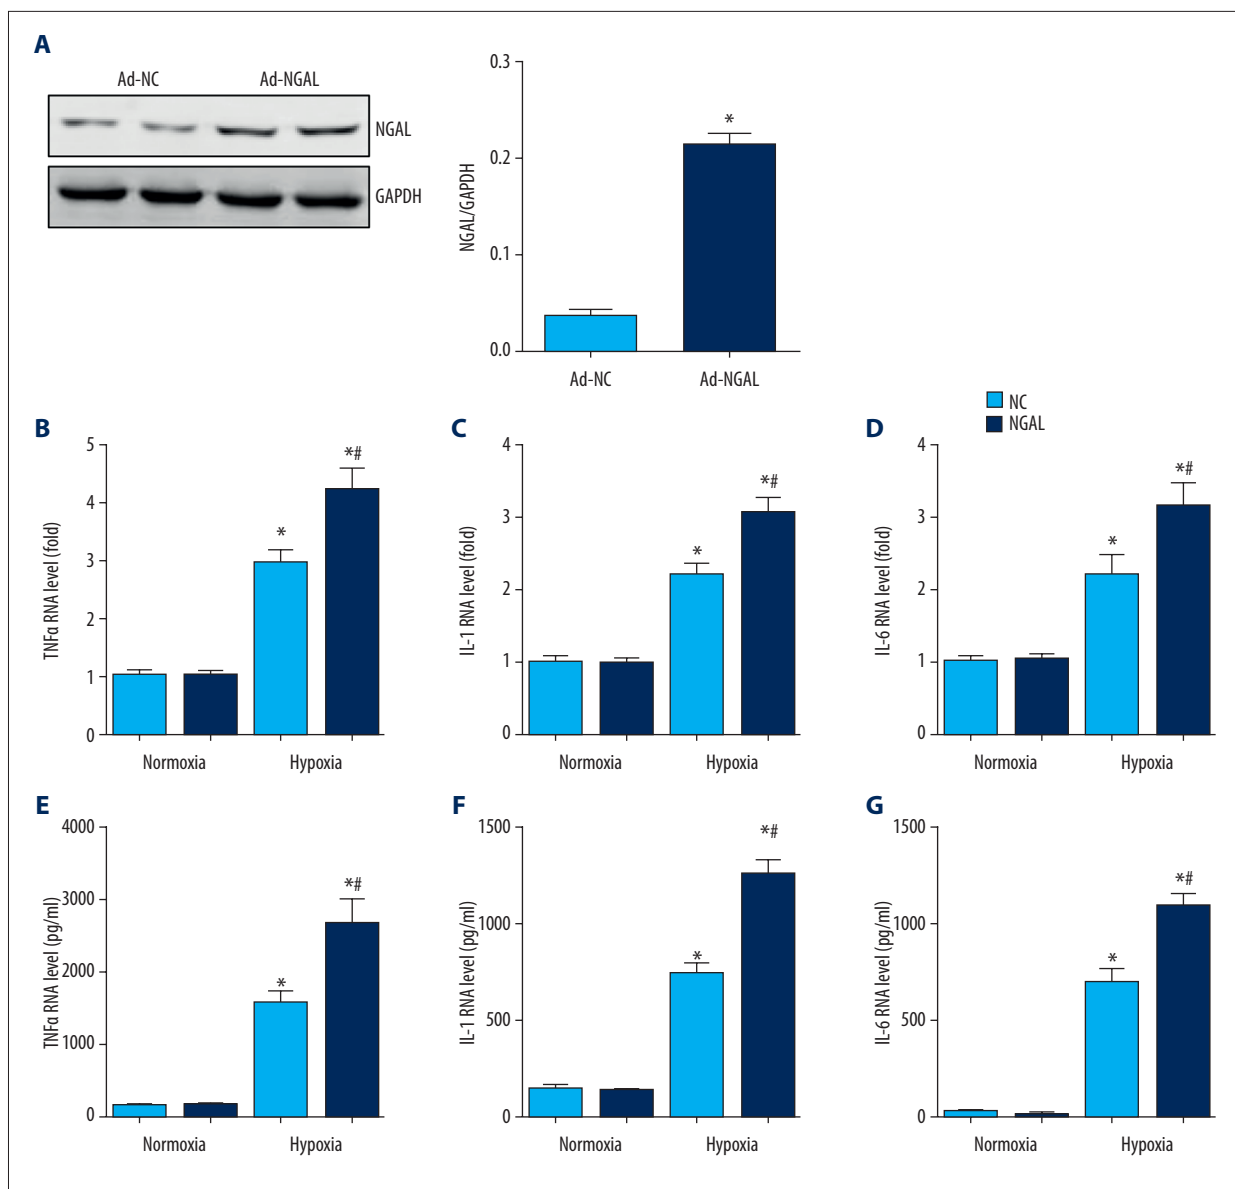 A
Ad-NC Ad-NGAL
NGAL
GAPDH
NGAL/GAPDH
0.3
0.2
0.1
0.0
*
Ad-NC Ad-NGAL
NC
NGAL
B
TNFα RNA level (fold)
5
4
3
2
1
0
*
*#
Normoxia Hypoxia
C
IL-1 RNA level (fold)
4
3
2
1
0
*
*#
Normoxia Hypoxia
D
IL-6 RNA level (fold)
4
3
2
1
0
*
*#
Normoxia Hypoxia
E
TNFα RNA level (pg/ml)
4000
3000
2000
1000
0
*
*#
Normoxia Hypoxia
F
IL-1 RNA level (pg/ml)
1500
1000
500
0
*
*#
Normoxia Hypoxia
G
IL-6 RNA level (pg/ml)
1500
1000
500
0
*
*#
Normoxia Hypoxia